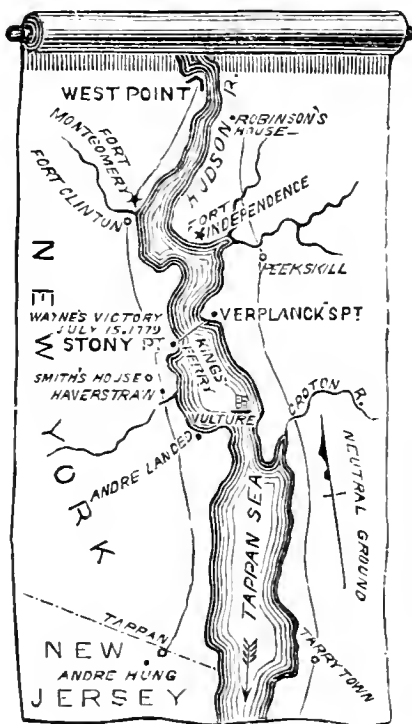 WEST POINT
R.
HUDSON
ROBINSON'S
HOUSE
FORT
MONTGOMERY
FORT CLINTON
FORT
INDEPENDENCE
PEEKSKILL
NEW YORK
WAYNE'S VICTORY
JULY 15.1779
VERPLANCK'S PT
STONY PT.
KINGS
FERRY
SMITH'S HOUSE
HAVERSTRAW
VULTURE
CROTON R.
ANDRE LANDED
NEUTRAL GROUND
TAPPAN SEA
TAPPAN
TARRYTOWN
NEW
ANDRE HUNG
JERSEY